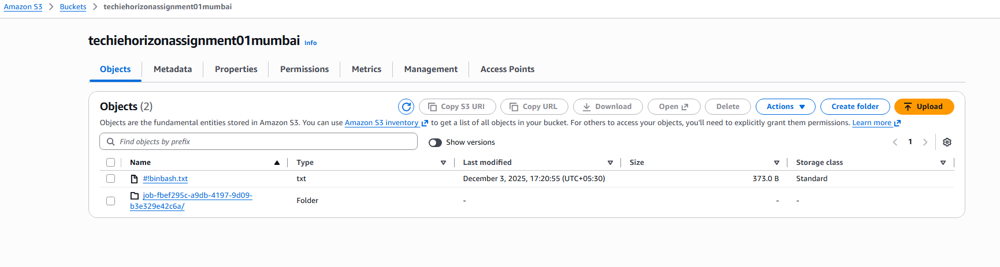 Amazon S3 > Buckets > techiehorizonassignment01mumbai
techiehorizonassignment01mumbai Info
Objects Metadata Properties Permissions Metrics Management Access Points
Objects (2) Copy S3 URI Copy URL Download Open Delete Actions Create folder Upload
Objects are the fundamental entities stored in Amazon S3. You can use Amazon S3 inventory to get a list of all objects in your bucket. For others to access your objects, you'll need to explicitly grant them permissions. Learn more
Find objects by prefix Show versions 1
Name Type Last modified Size Storage class
#!binbash.txt txt December 3, 2025, 17:20:55 (UTC+05:30) 373.0 B Standard
job-fbef295c-a9db-4197-9d09-
b3e329e42c6a/ Folder - - -